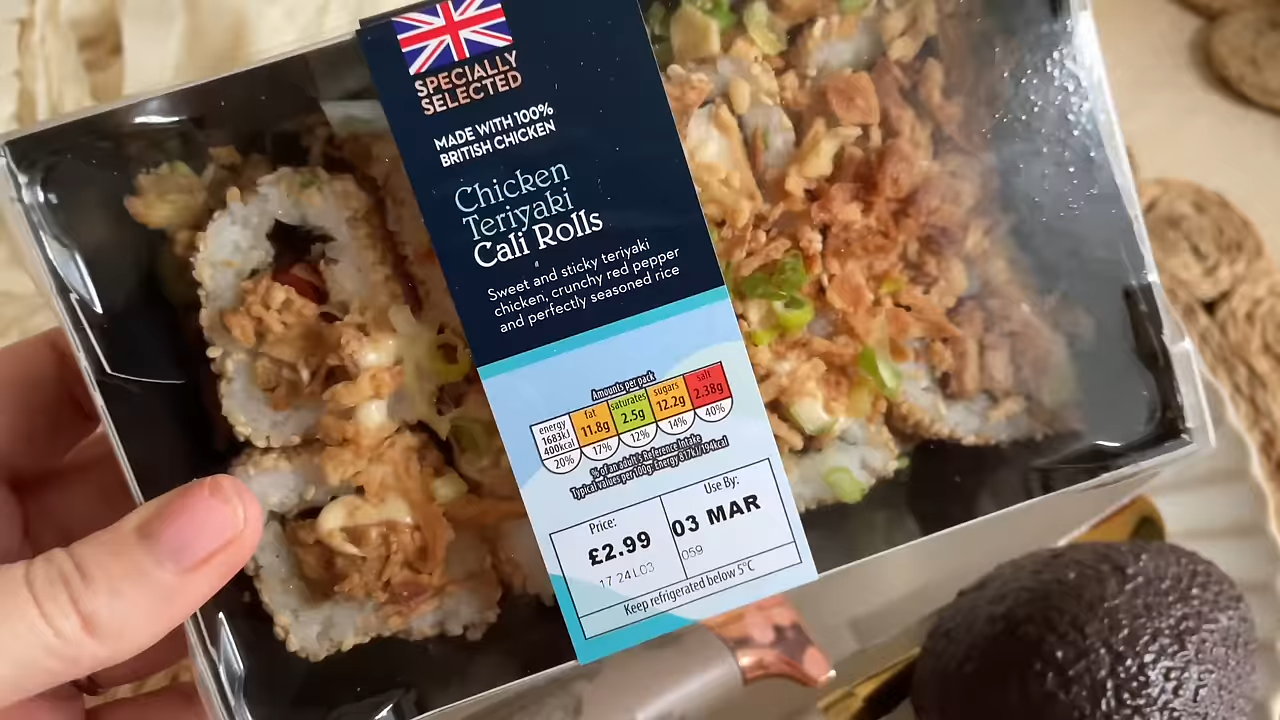 SPECIALLY
SELECTED
MADE WITH 100%
BRITISH CHICKEN
Chicken
Teriyaki
Cali Rolls
Sweet and sticky teriyaki
chicken, crunchy red pepper
and perfectly seasoned rice
Amounts per pack
energy 1683kJ 400kcal 20%
fat 11.8g 17%
saturates 2.5g 12%
sugars 12.2g 14%
salt 2.38g 40%
% of an adult's Reference Intake
Typical values per 100g: Energy 817kJ/194kcal
Price:
£2.99
17 24L03
Use By:
03 MAR
059
Keep refrigerated below 5°C